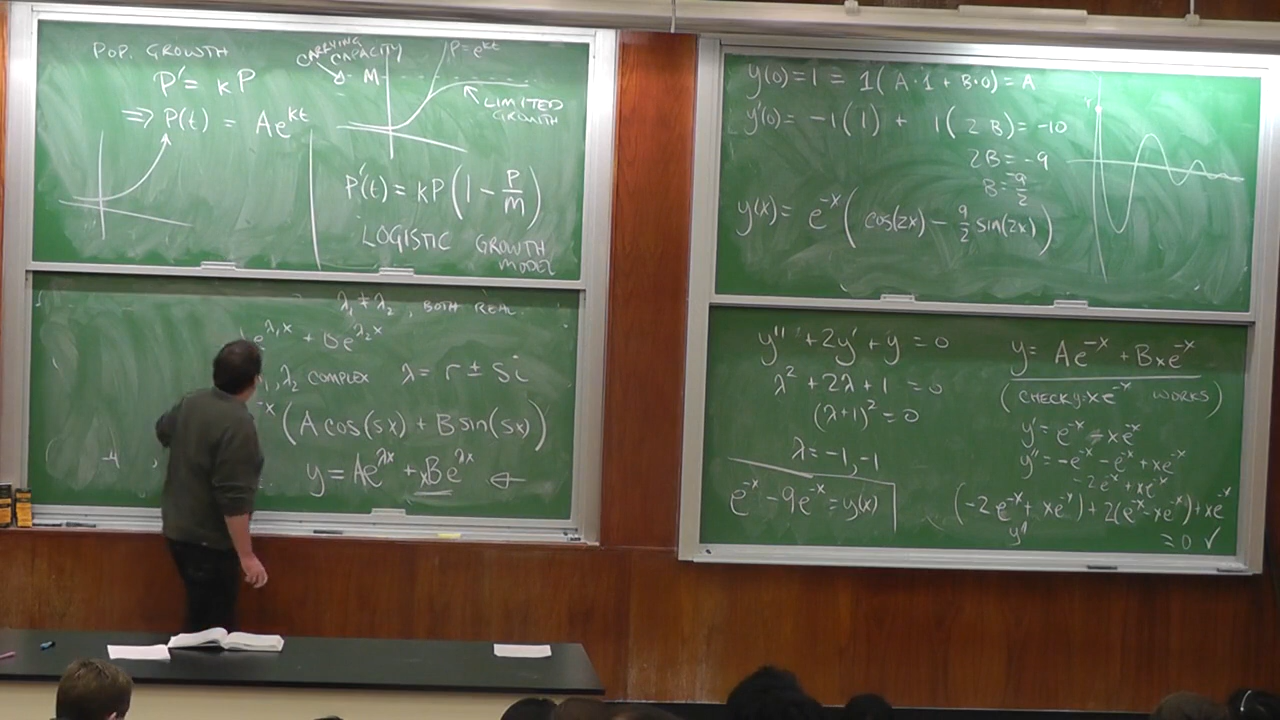 POP. GROWTH
P' = kP
⇒ P(t) = Ae^{kt}
CARRYING
CAPACITY
M
P = e^{kt}
LIMITED
GROWTH
P'(t) = kP(1 - P/M)
LOGISTIC GROWTH
MODEL
λ₁ ≠ λ₂, BOTH REAL
e^{λ₁x} + Be^{λ₂x}
λ₂ COMPLEX λ = r ± si
(A cos(sx) + B sin(sx))
y = Ae^{λx} + xBe^{λx} ←
y(0) = 1 = 1(A·1 + B·0) = A
y'(0) = -1(1) + 1(2B) = -10
2B = -9
B = -9/2
y(x) = e^{-x}(cos(2x) - 9/2 sin(2x))
y'' + 2y' + y = 0
λ² + 2λ + 1 = 0
(λ+1)² = 0
λ = -1, -1
e^{-x} - 9e^{-x} = y(x)
y = Ae^{-x} + Bxe^{-x}
(CHECK y=xe^{-x} WORKS)
y' = e^{-x} - xe^{-x}
y'' = -e^{-x} - e^{-x} + xe^{-x}
-2e^{-x} + xe^{-x}
(-2e^{-x} + xe^{-x}) + 2(e^{-x} - xe^{-x}) + xe^{-x}
y''
= 0 ✓